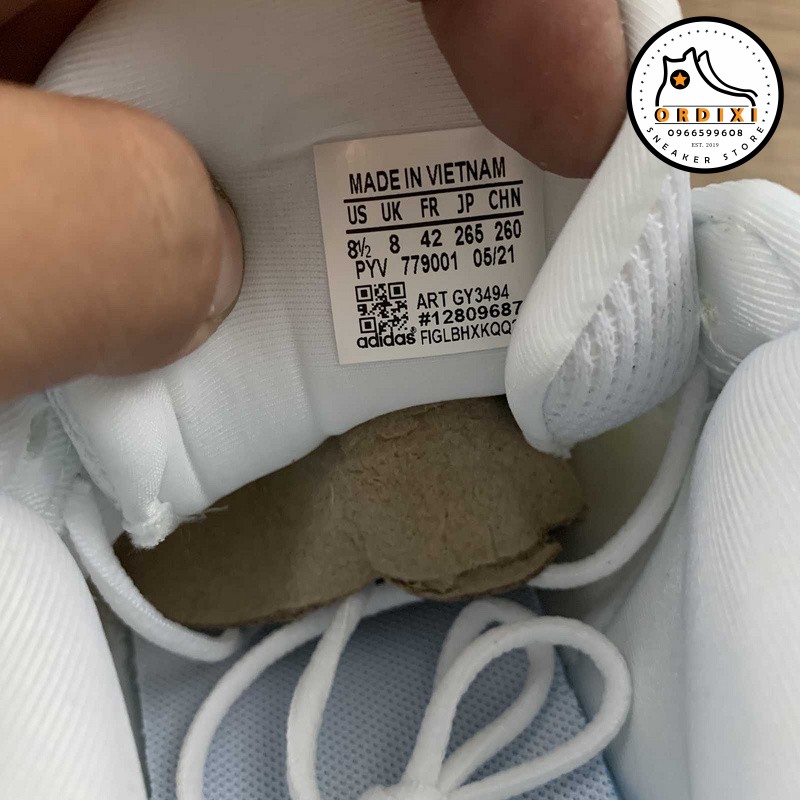 ORDIXI
0966599608
EST. 2019
SNEAKER STORE
MADE IN VIETNAM
US UK FR JP CHN
8½ 8 42 265 260
PYV 779001 05/21
ART GY3494
#12809687
adidas® FIGLBHXKQQ